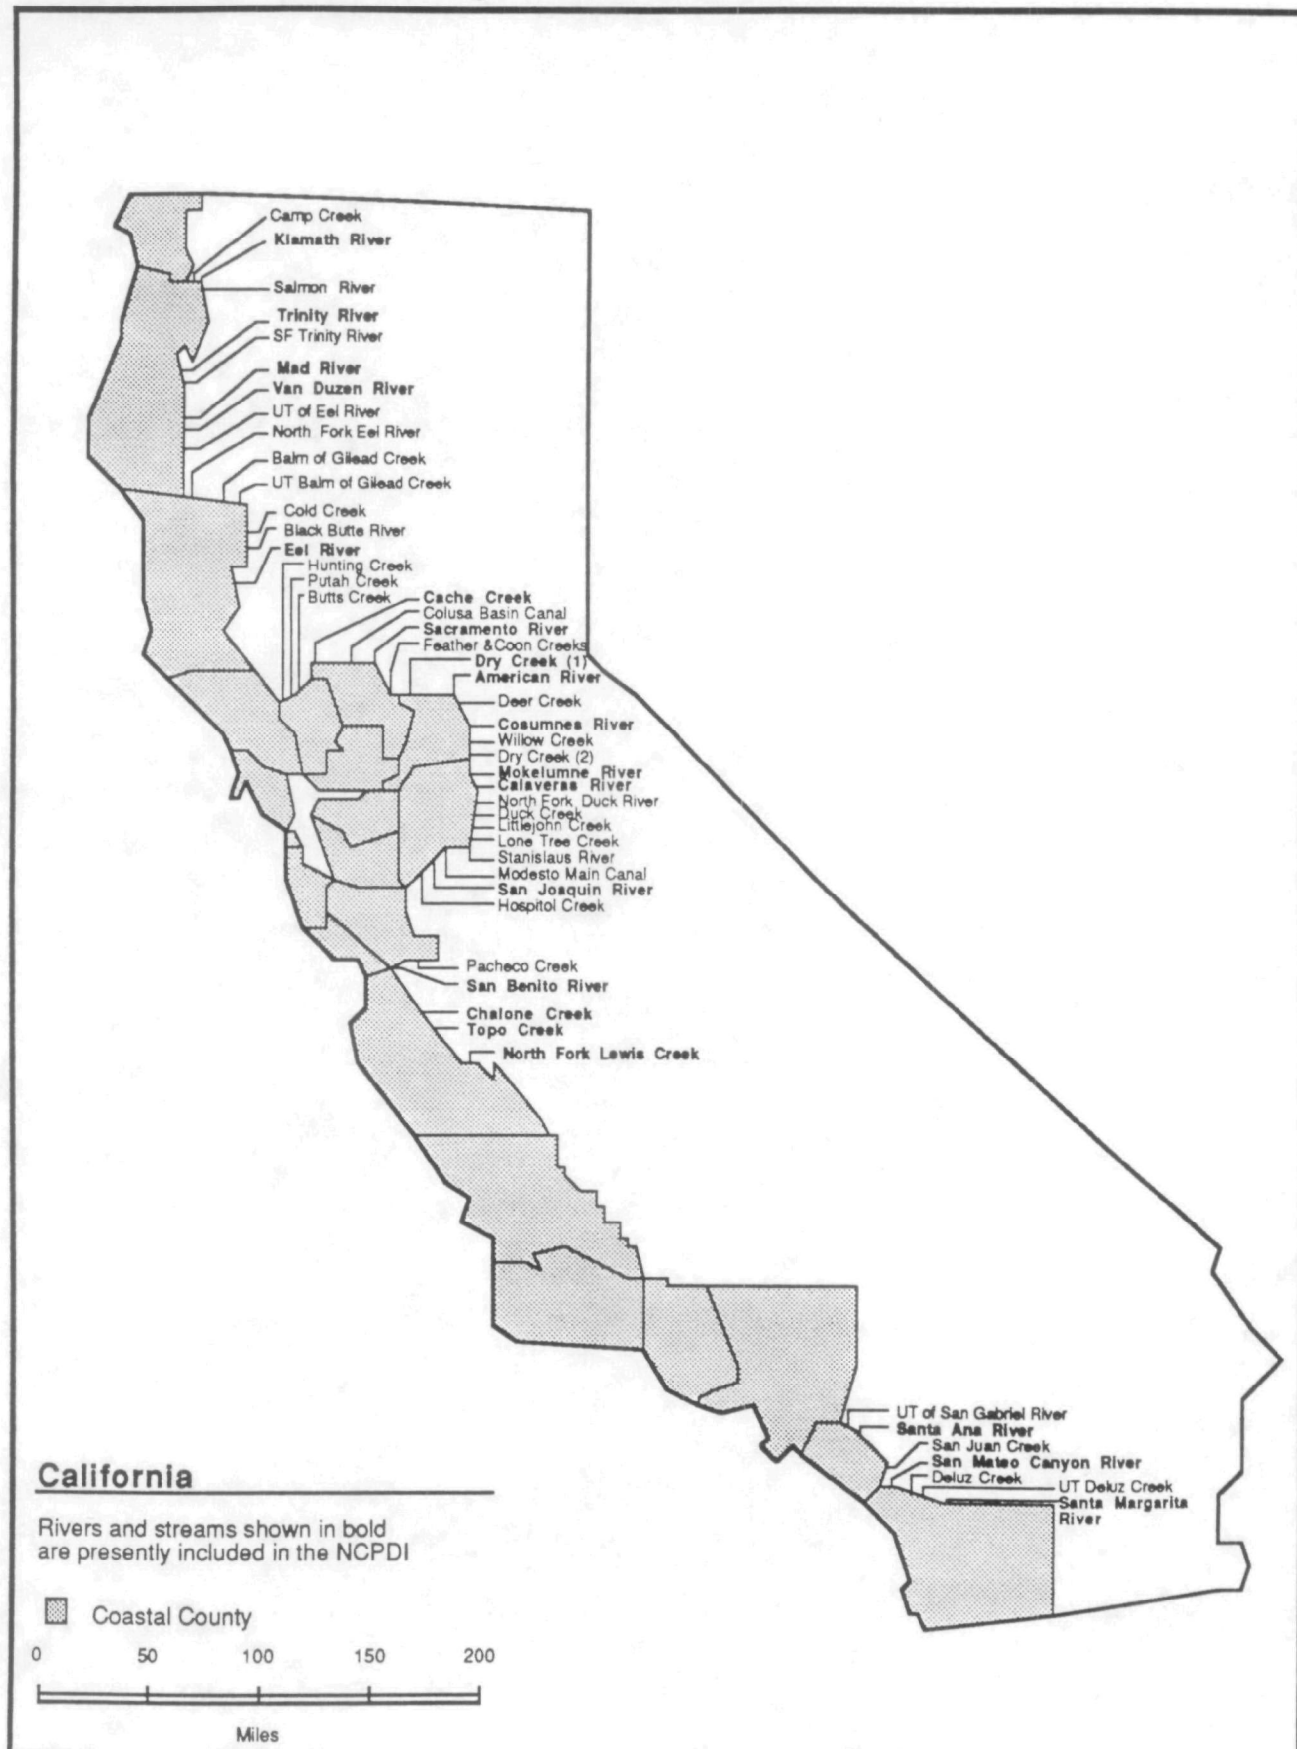 Camp Creek
Klamath River
Salmon River
Trinity River
SF Trinity River
Mad River
Van Duzen River
UT of Eel River
North Fork Eel River
Balm of Gilead Creek
UT Balm of Gilead Creek
Cold Creek
Black Butte River
Eel River
Hunting Creek
Putah Creek
Butts Creek
Cache Creek
Colusa Basin Canal
Sacramento River
Feather & Coon Creeks
Dry Creek (1)
American River
Deer Creek
Cosumnes River
Willow Creek
Dry Creek (2)
Mokelumne River
Calaveras River
North Fork Duck River
Duck Creek
Littlejohn Creek
Lone Tree Creek
Stanislaus River
Modesto Main Canal
San Joaquin River
Hospitol Creek
Pacheco Creek
San Benito River
Chalone Creek
Topo Creek
North Fork Lewis Creek
UT of San Gabriel River
Santa Ana River
San Juan Creek
San Mateo Canyon River
Deluz Creek
UT Deluz Creek
Santa Margarita
River
California
Rivers and streams shown in bold
are presently included in the NCPDI
Coastal County
0 50 100 150 200
Miles